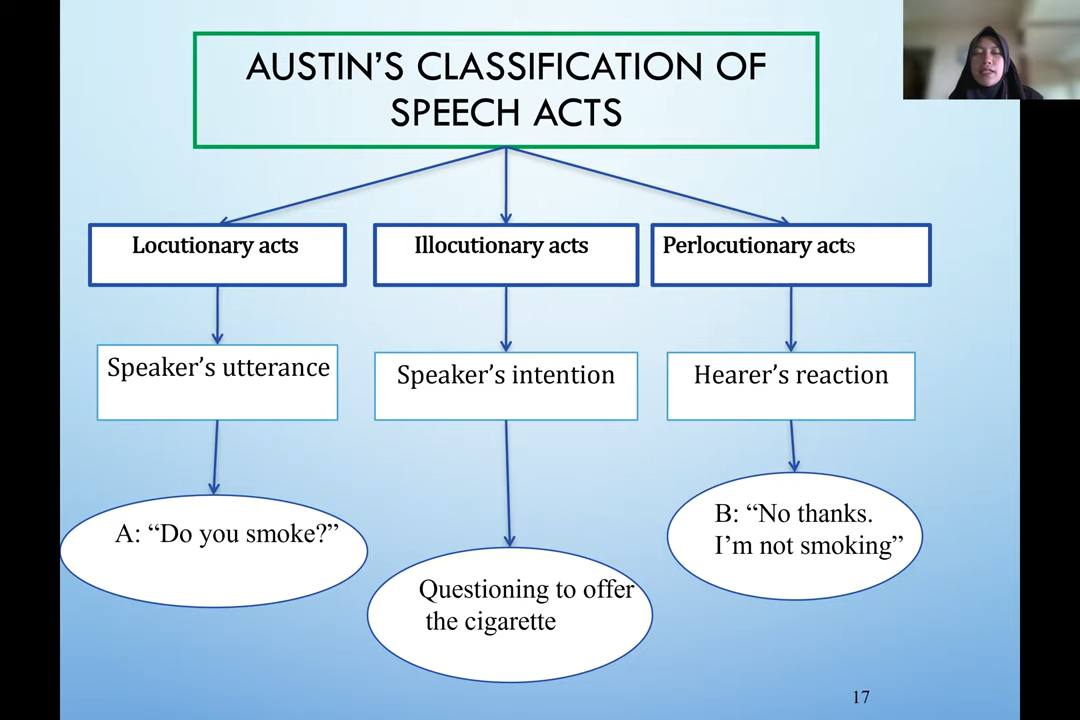 AUSTIN’S CLASSIFICATION OF
SPEECH ACTS
Locutionary acts
Illocutionary acts
Perlocutionary acts
Speaker’s utterance
Speaker’s intention
Hearer’s reaction
A: “Do you smoke?”
Questioning to offer
the cigarette
B: “No thanks.
I’m not smoking”
17